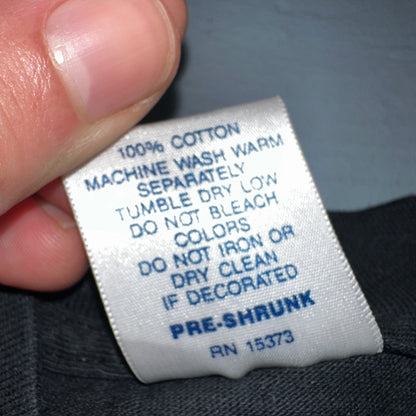 100% COTTON
MACHINE WASH WARM
SEPARATELY
TUMBLE DRY LOW
DO NOT BLEACH
COLORS
DO NOT IRON OR
DRY CLEAN
IF DECORATED
PRE-SHRUNK
RN 15373